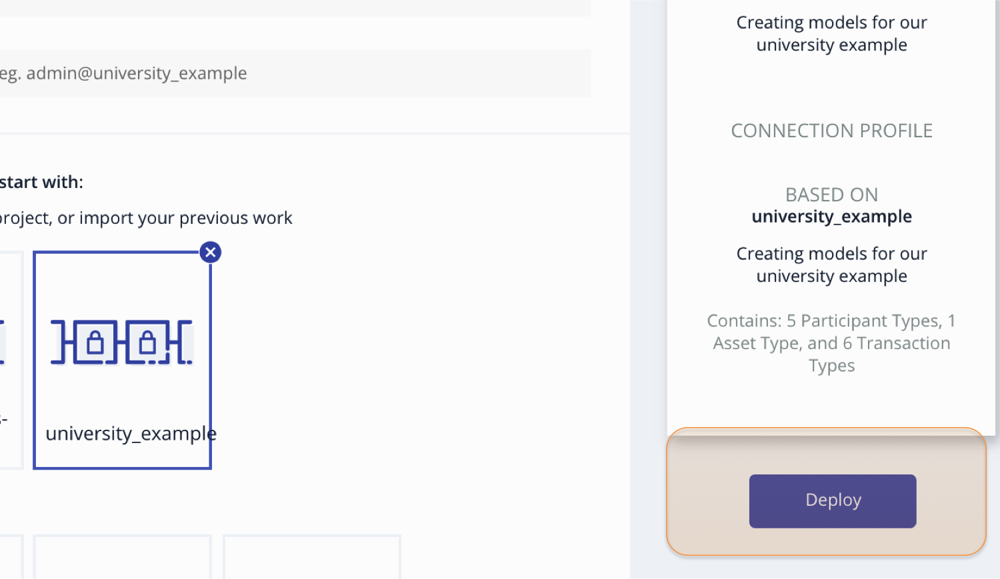 eg. admin@university_example
start with:
project, or import your previous work
university_example
Creating models for our
university example
CONNECTION PROFILE
BASED ON
university_example
Creating models for our
university example
Contains: 5 Participant Types, 1
Asset Type, and 6 Transaction
Types
Deploy